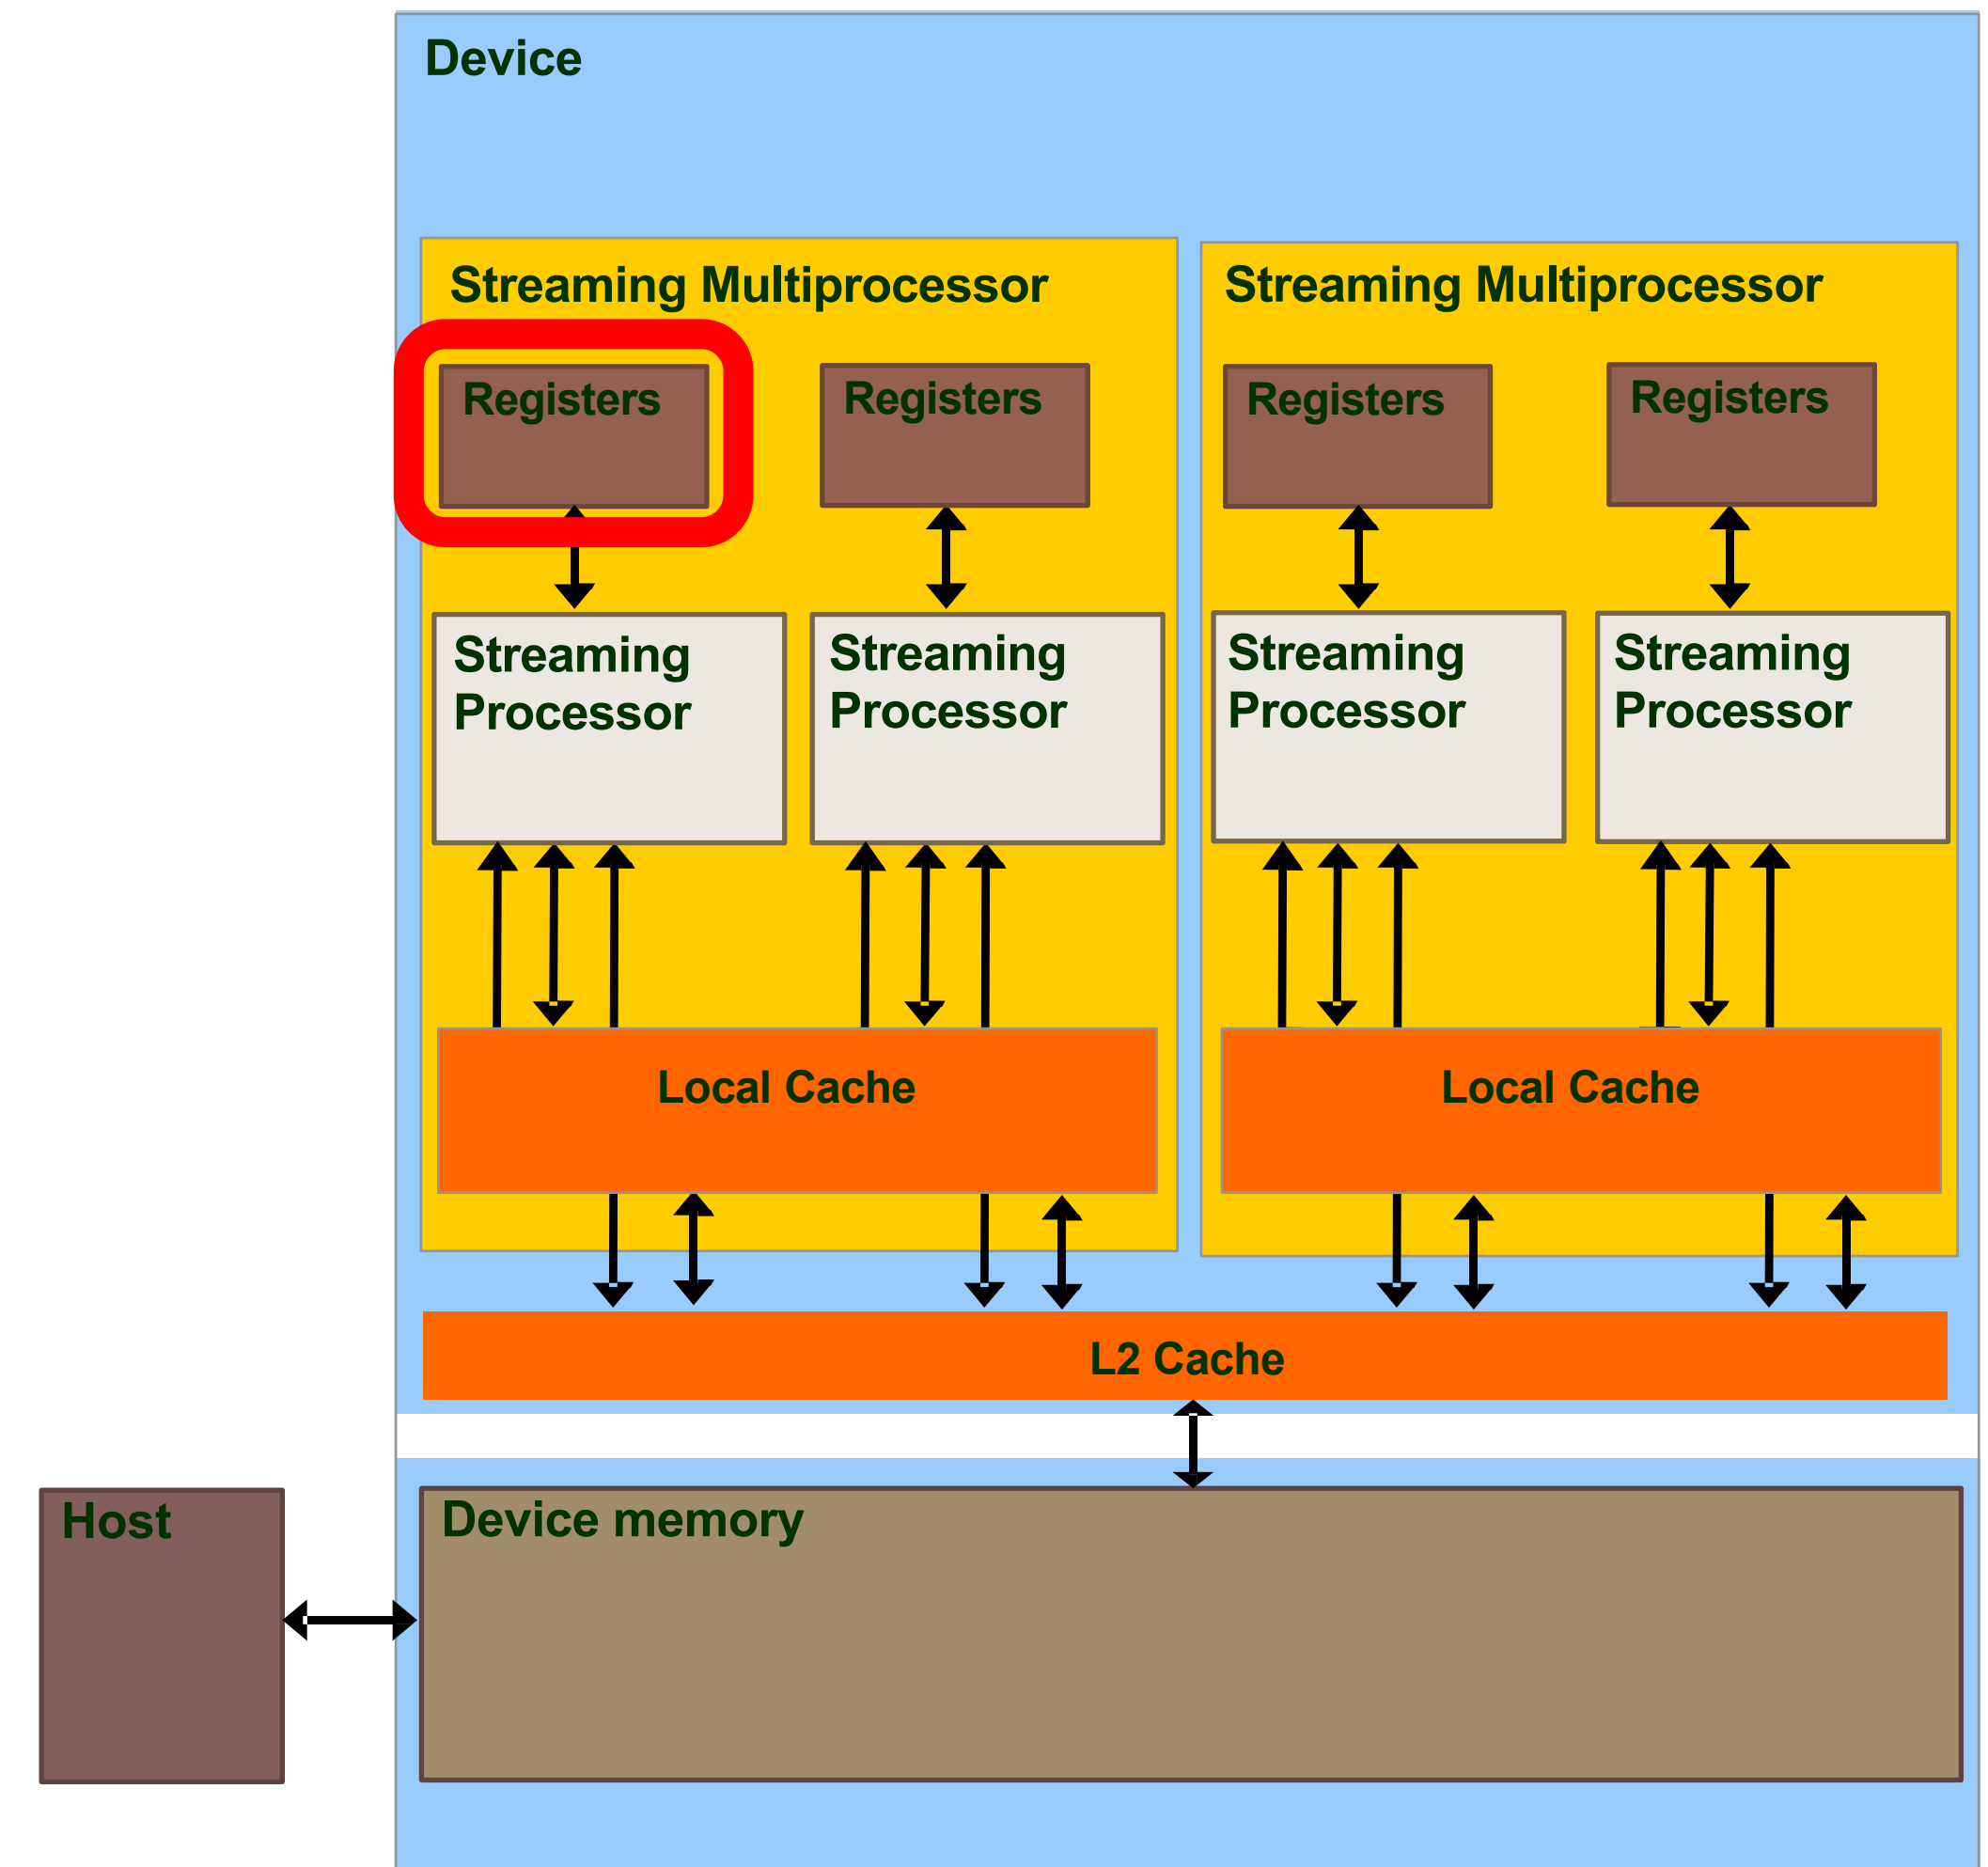 Device
Streaming Multiprocessor
Streaming Multiprocessor
Registers
Registers
Registers
Registers
Streaming
Processor
Streaming
Processor
Streaming
Processor
Streaming
Processor
Local Cache
Local Cache
L2 Cache
Host
Device memory